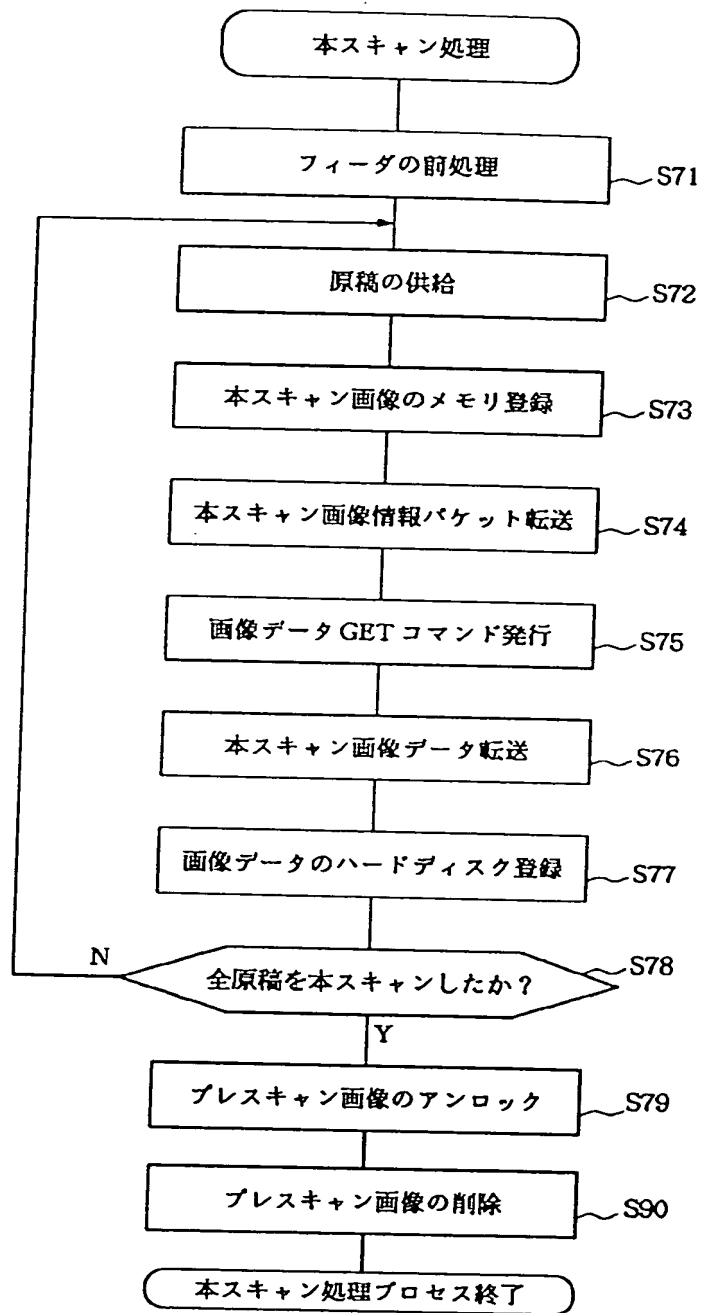 本スキャン処理
フィーダの前処理
S71
原稿の供給
S72
本スキャン画像のメモリ登録
S73
本スキャン画像情報パケット転送
S74
画像データGETコマンド発行
S75
本スキャン画像データ転送
S76
画像データのハードディスク登録
S77
N
全原稿を本スキャンしたか？
S78
Y
プレスキャン画像のアンロック
S79
プレスキャン画像の削除
S90
本スキャン処理プロセス終了